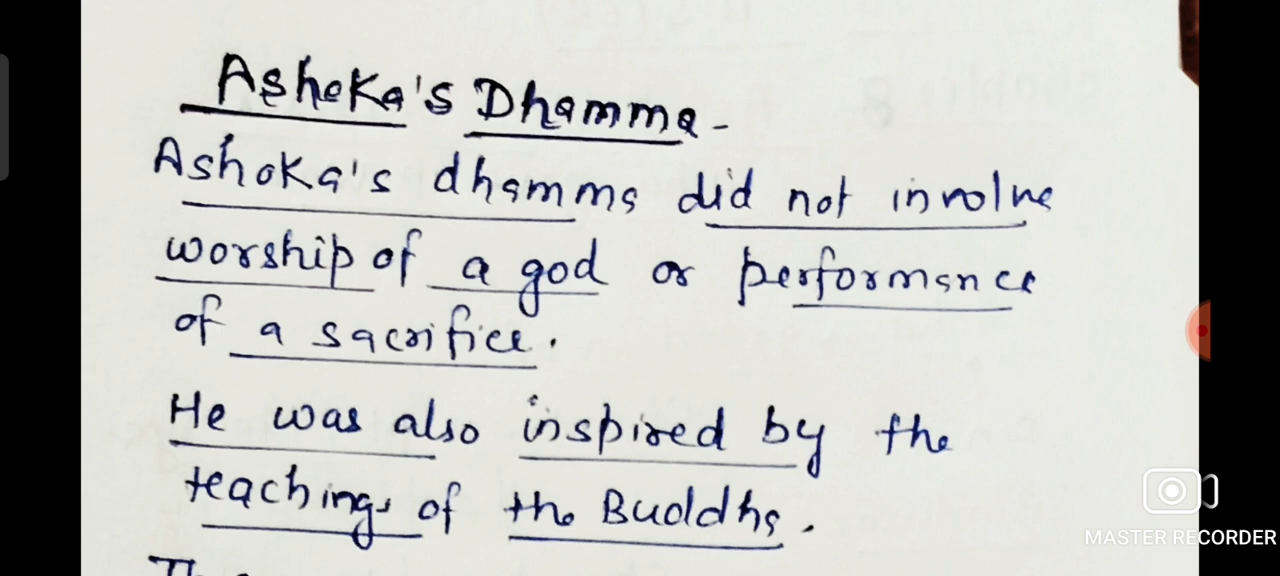 Ashoka's Dhamma -
Ashoka's dhamma did not involve
worship of a god or performance
of a sacrifice.
He was also inspired by the
teachings of the Buddha.
MASTER RECORDER